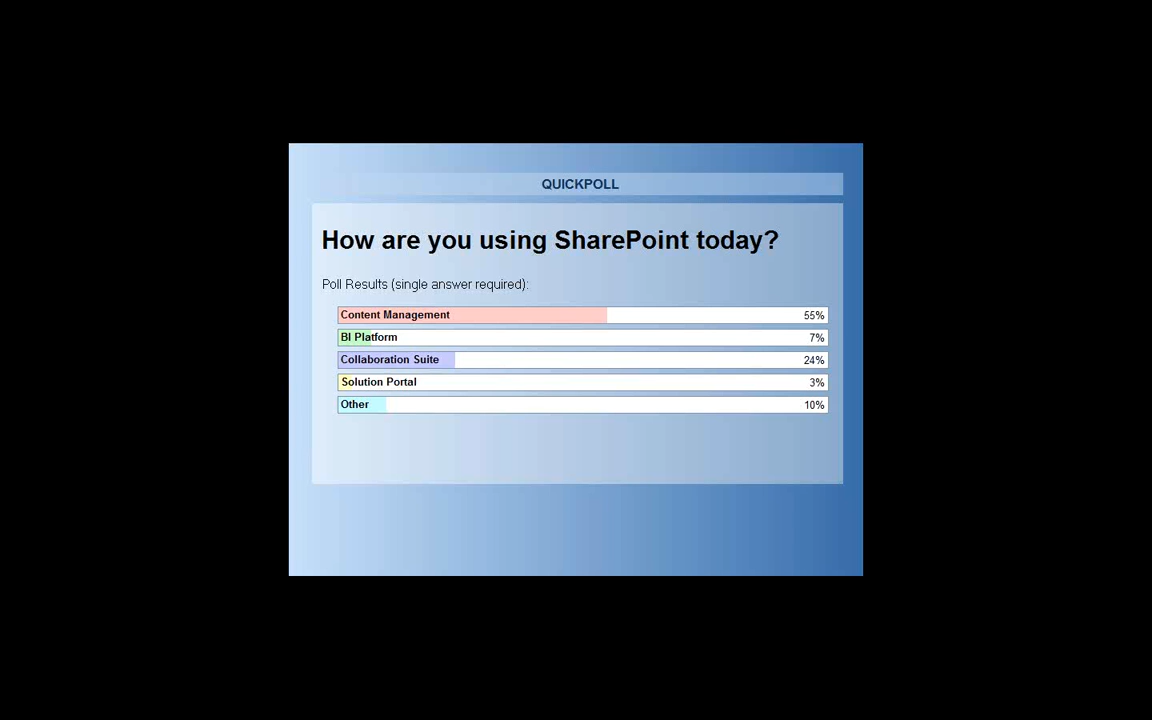 QUICKPOLL
How are you using SharePoint today?
Poll Results (single answer required):
Content Management 55%
BI Platform 7%
Collaboration Suite 24%
Solution Portal 3%
Other 10%